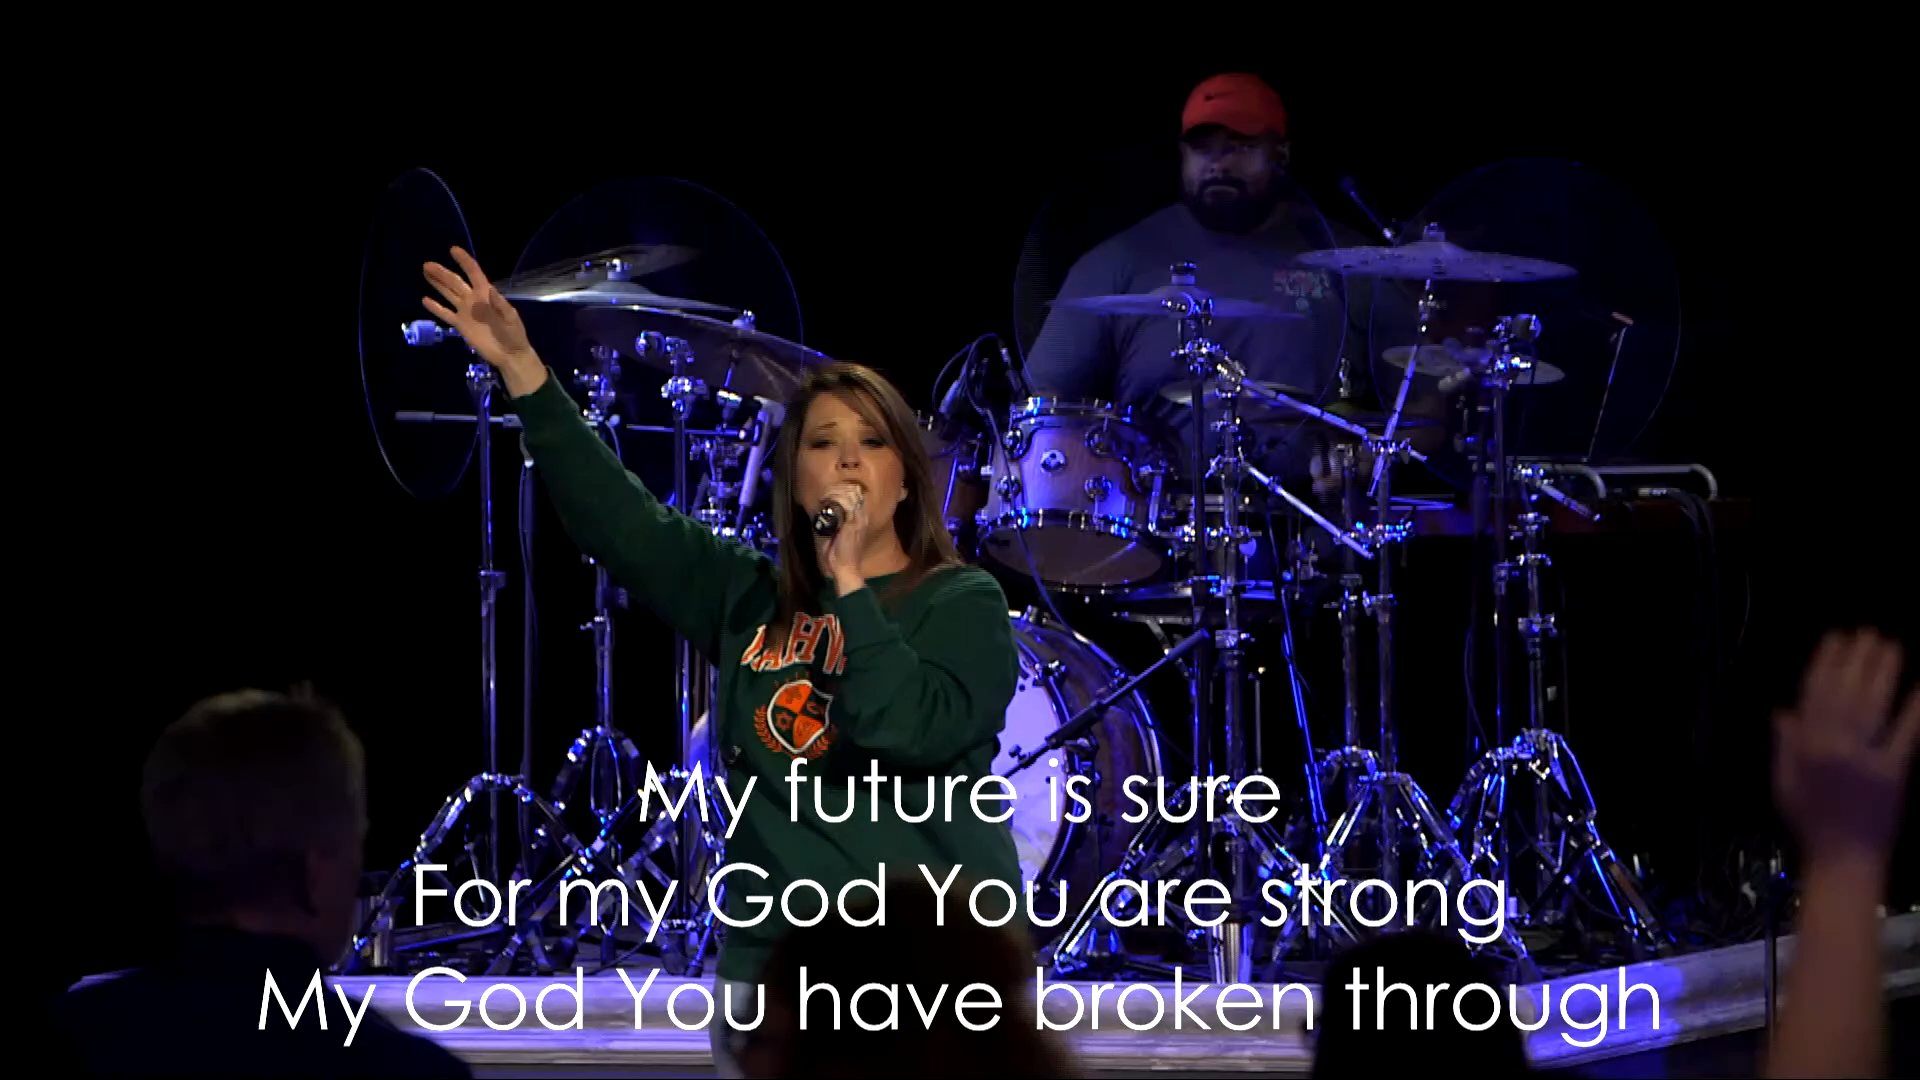 My future is sure
For my God You are strong
My God You have broken through